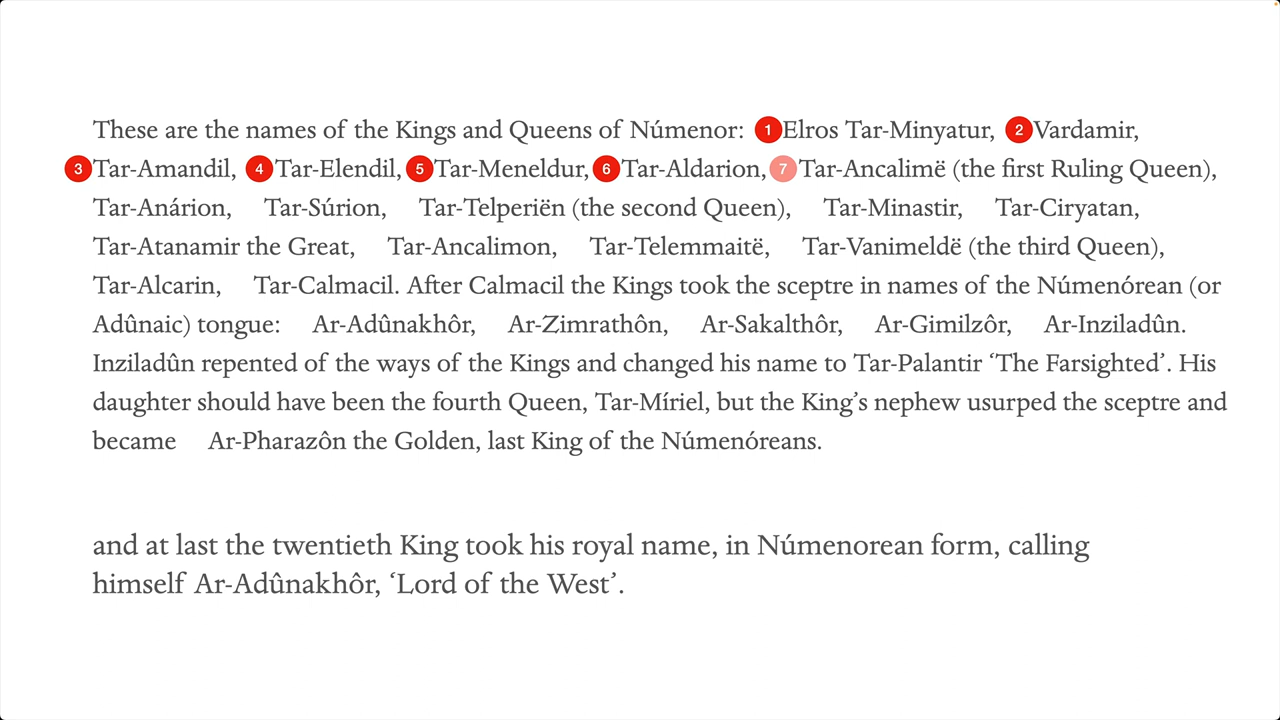 These are the names of the Kings and Queens of Númenor: 1 Elros Tar-Minyatur, 2 Vardamir,
3 Tar-Amandil, 4 Tar-Elendil, 5 Tar-Meneldur, 6 Tar-Aldarion, 7 Tar-Ancalimë (the first Ruling Queen),
Tar-Anárion, Tar-Súrion, Tar-Telperiën (the second Queen), Tar-Minastir, Tar-Ciryatan,
Tar-Atanamir the Great, Tar-Ancalimon, Tar-Telemmaitë, Tar-Vanimeldë (the third Queen),
Tar-Alcarin, Tar-Calmacil. After Calmacil the Kings took the sceptre in names of the Númenórean (or
Adûnaic) tongue: Ar-Adûnakhôr, Ar-Zimrathôn, Ar-Sakalthôr, Ar-Gimilzôr, Ar-Inziladûn.
Inziladûn repented of the ways of the Kings and changed his name to Tar-Palantir ‘The Farsighted’. His
daughter should have been the fourth Queen, Tar-Míriel, but the King’s nephew usurped the sceptre and
became Ar-Pharazôn the Golden, last King of the Númenóreans.
and at last the twentieth King took his royal name, in Númenorean form, calling
himself Ar-Adûnakhôr, ‘Lord of the West’.